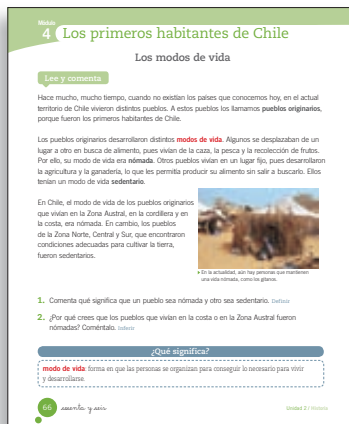 Módulo
4 Los primeros habitantes de Chile
Los modos de vida
Lee y comenta
Hace mucho, mucho tiempo, cuando no existían los países que conocemos hoy, en el actual
territorio de Chile vivieron distintos pueblos. A estos pueblos los llamamos pueblos originarios,
porque fueron los primeros habitantes de Chile.
Los pueblos originarios desarrollaron distintos modos de vida. Algunos se desplazaban de un
lugar a otro en busca de alimento, pues vivían de la caza, la pesca y la recolección de frutos.
Por ello, su modo de vida era nómada. Otros pueblos vivían en un lugar fijo, pues desarrollaron
la agricultura y la ganadería, lo que les permitía producir su alimento sin salir a buscarlo. Ellos
tenían un modo de vida sedentario.
En Chile, el modo de vida de los pueblos originarios
que vivían en la Zona Austral, en la cordillera y en
la costa, era nómada. En cambio, los pueblos
de la Zona Norte, Central y Sur, que encontraron
condiciones adecuadas para cultivar la tierra,
fueron sedentarios.
En la actualidad, aún hay personas que mantienen
una vida nómada, como los gitanos.
1. Comenta qué significa que un pueblo sea nómada y otro sea sedentario. Definir
2. ¿Por qué crees que los pueblos que vivían en la costa o en la Zona Austral fueron
nómadas? Coméntalo. Inferir
¿Qué significa?
modo de vida: forma en que las personas se organizan para conseguir lo necesario para vivir
y desarrollarse.
66 sesenta y seis
Unidad 2 / Módulo